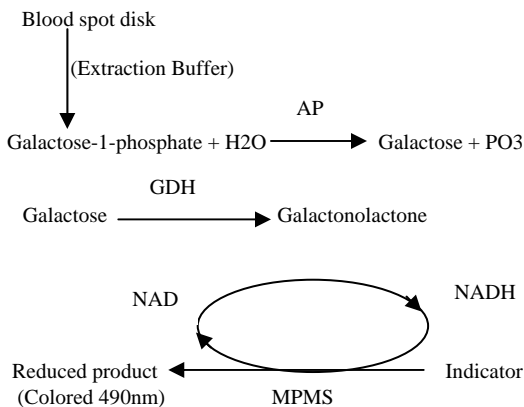 Blood spot disk
(Extraction Buffer)
AP
Galactose-1-phosphate + H2O Galactose + PO3
GDH
Galactose Galactonolactone
NAD NADH
Reduced product Indicator
(Colored 490nm) MPMS